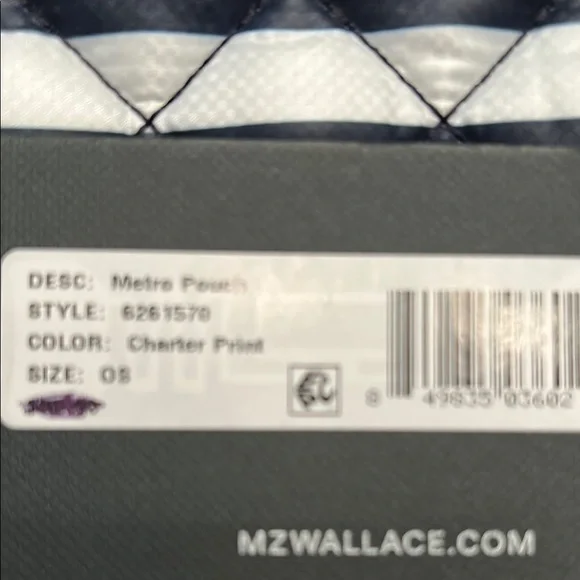 DESC: Metro Pouch
STYLE: 6261570
COLOR: Charter Print
SIZE: OS
8 49835 03602
MZWALLACE.COM